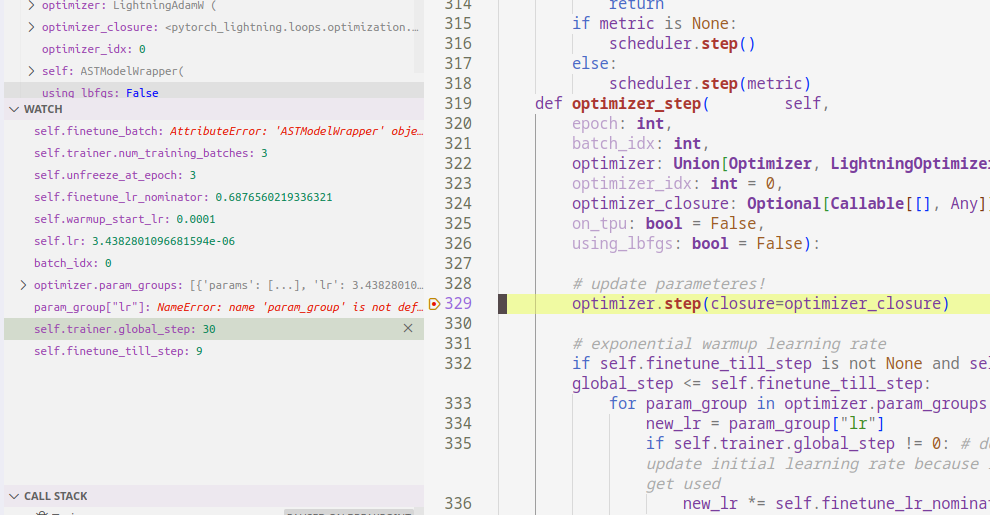 optimizer: LightningAdamW (
optimizer_closure: <pytorch_lightning.loops.optimization.…
optimizer_idx: 0
self: ASTModelWrapper(
using_lbfgs: False
WATCH
self.finetune_batch: AttributeError: 'ASTModelWrapper' obje…
self.trainer.num_training_batches: 3
self.unfreeze_at_epoch: 3
self.finetune_lr_nominator: 0.6876560219336321
self.warmup_start_lr: 0.0001
self.lr: 3.4382801096681594e-06
batch_idx: 0
optimizer.param_groups: [{'params': [...], 'lr': 3.43828010…
param_group["lr"]: NameError: name 'param_group' is not def…
self.trainer.global_step: 30
self.finetune_till_step: 9
CALL STACK
314 return
315 if metric is None:
316 scheduler.step()
317 else:
318 scheduler.step(metric)
319 def optimizer_step( self,
320 epoch: int,
321 batch_idx: int,
322 optimizer: Union[Optimizer, LightningOptimize
323 optimizer_idx: int = 0,
324 optimizer_closure: Optional[Callable[[], Any]
325 on_tpu: bool = False,
326 using_lbfgs: bool = False):
327
328 # update parameteres!
329 optimizer.step(closure=optimizer_closure)
330
331 # exponential warmup learning rate
332 if self.finetune_till_step is not None and sel
global_step <= self.finetune_till_step:
333 for param_group in optimizer.param_groups
334 new_lr = param_group["lr"]
335 if self.trainer.global_step != 0: # d
update initial learning rate because
get used
336 new_lr *= self.finetune_lr_nomina